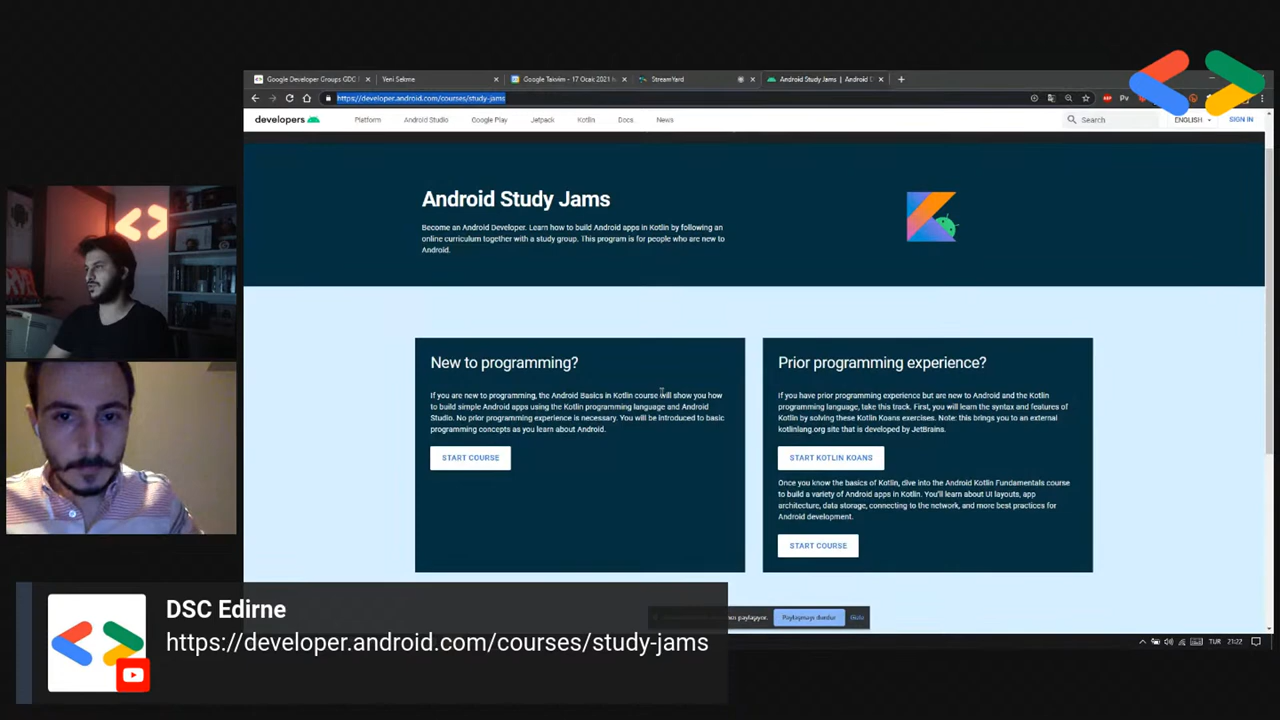 Google Developer Groups GDG
Yeni Sekme
Google Takvim - 17 Ocak 2021
StreamYard
Android Study Jams | Android
https://developer.android.com/courses/study-jams
developers
Platform
Android Studio
Google Play
Jetpack
Kotlin
Docs
News
Search
ENGLISH
SIGN IN
Android Study Jams
Become an Android Developer. Learn how to build Android apps in Kotlin by following an
online curriculum together with a study group. This program is for people who are new to
Android.
New to programming?
If you are new to programming, the Android Basics in Kotlin course will show you how
to build simple Android apps using the Kotlin programming language and Android
Studio. No prior programming experience is necessary. You will be introduced to basic
programming concepts as you learn about Android.
START COURSE
Prior programming experience?
If you have prior programming experience but are new to Android and the Kotlin
programming language, take this track. First, you will learn the syntax and features of
Kotlin by solving these Kotlin Koans exercises. Note: this brings you to an external
kotlinlang.org site that is developed by JetBrains.
START KOTLIN KOANS
Once you know the basics of Kotlin, dive into the Android Kotlin Fundamentals course
to build a variety of Android apps in Kotlin. You'll learn about UI layouts, app
architecture, data storage, connecting to the network, and more best practices for
Android development.
START COURSE
paylaşıyor.
Paylaşmayı durdur
Gizle
TUR
21:22
DSC Edirne
https://developer.android.com/courses/study-jams